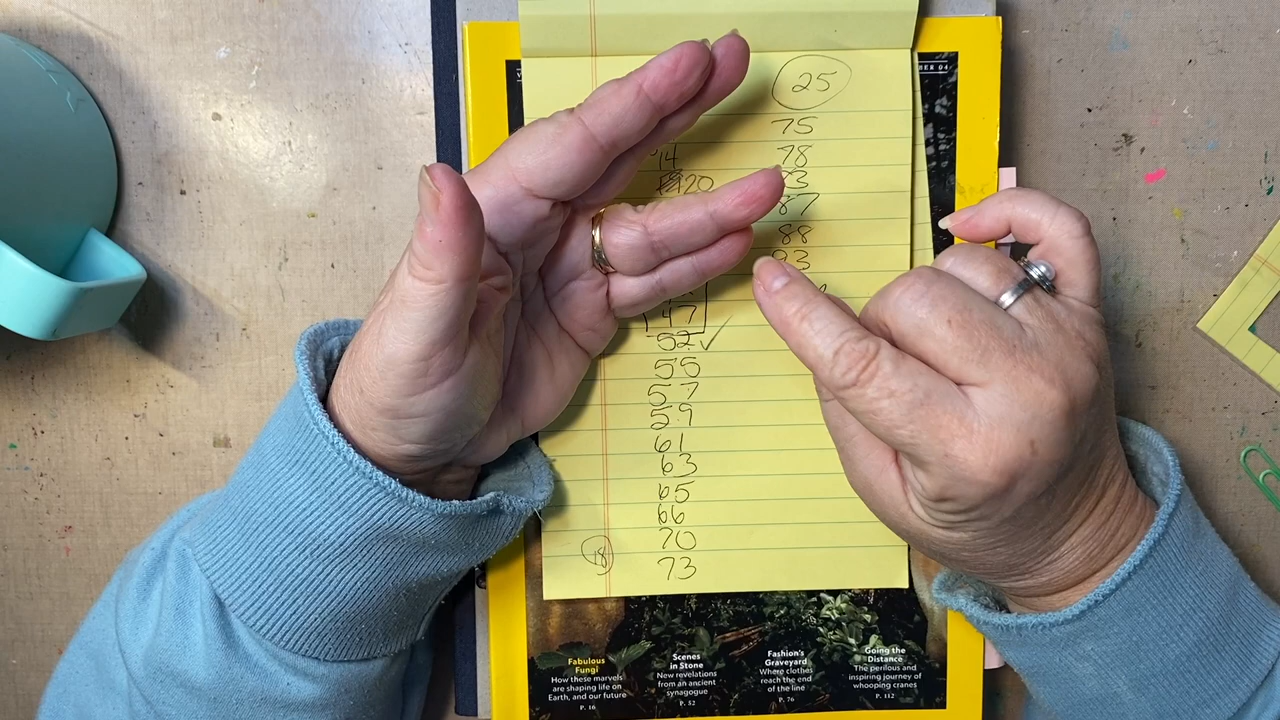 25
75
14
78
20
87
88
47
52 ✓
55
57
59
61
63
65
66
70
18
73
Fabulous
Fungi
How these marvels
are shaping life on
Earth, and our future
P. 16
Scenes
in Stone
New revelations
from an ancient
synagogue
P. 52
Fashion's
Graveyard
Where clothes
reach the end
of the line
P. 76
Going the
Distance
The perilous and
inspiring journey of
whooping cranes
P. 112